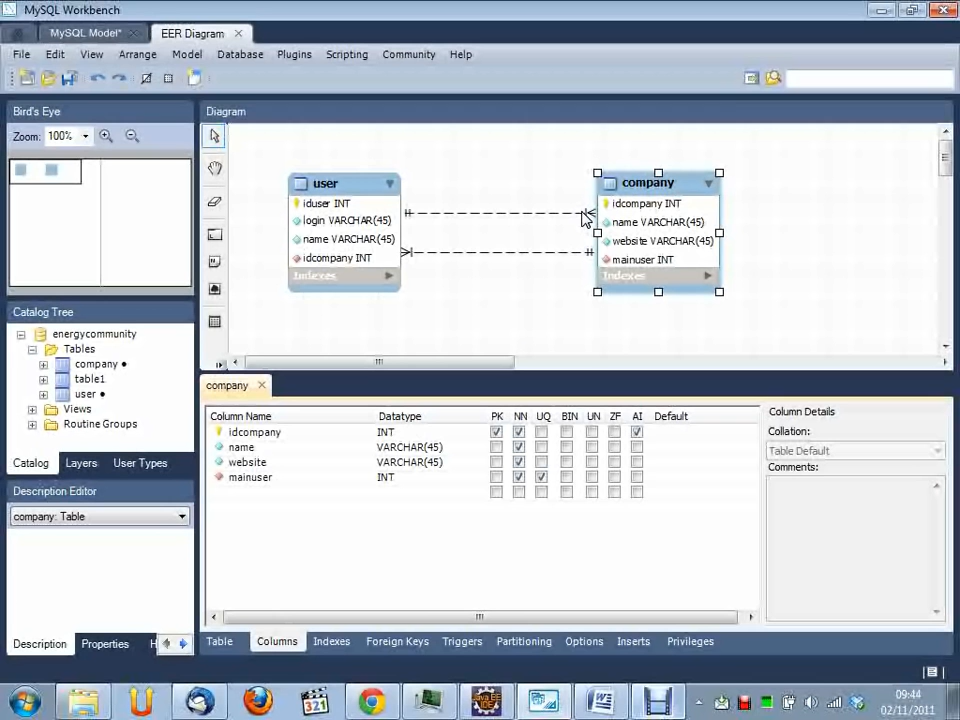 MySQL Workbench
MySQL Model*
EER Diagram
File Edit View Arrange Model Database Plugins Scripting Community Help
Bird's Eye
Zoom: 100%
Diagram
user
iduser INT
login VARCHAR(45)
name VARCHAR(45)
idcompany INT
Indexes
company
idcompany INT
name VARCHAR(45)
website VARCHAR(45)
mainuser INT
Indexes
Catalog Tree
energycommunity
Tables
company
table1
user
Views
Routine Groups
Catalog Layers User Types
Description Editor
company: Table
Description Properties H
company
Column Name Datatype PK NN UQ BIN UN ZF AI Default
idcompany INT
name VARCHAR(45)
website VARCHAR(45)
mainuser INT
Column Details
Collation:
Table Default
Comments:
Table Columns Indexes Foreign Keys Triggers Partitioning Options Inserts Privileges
321
Java EE
IDE
09:44
02/11/2011